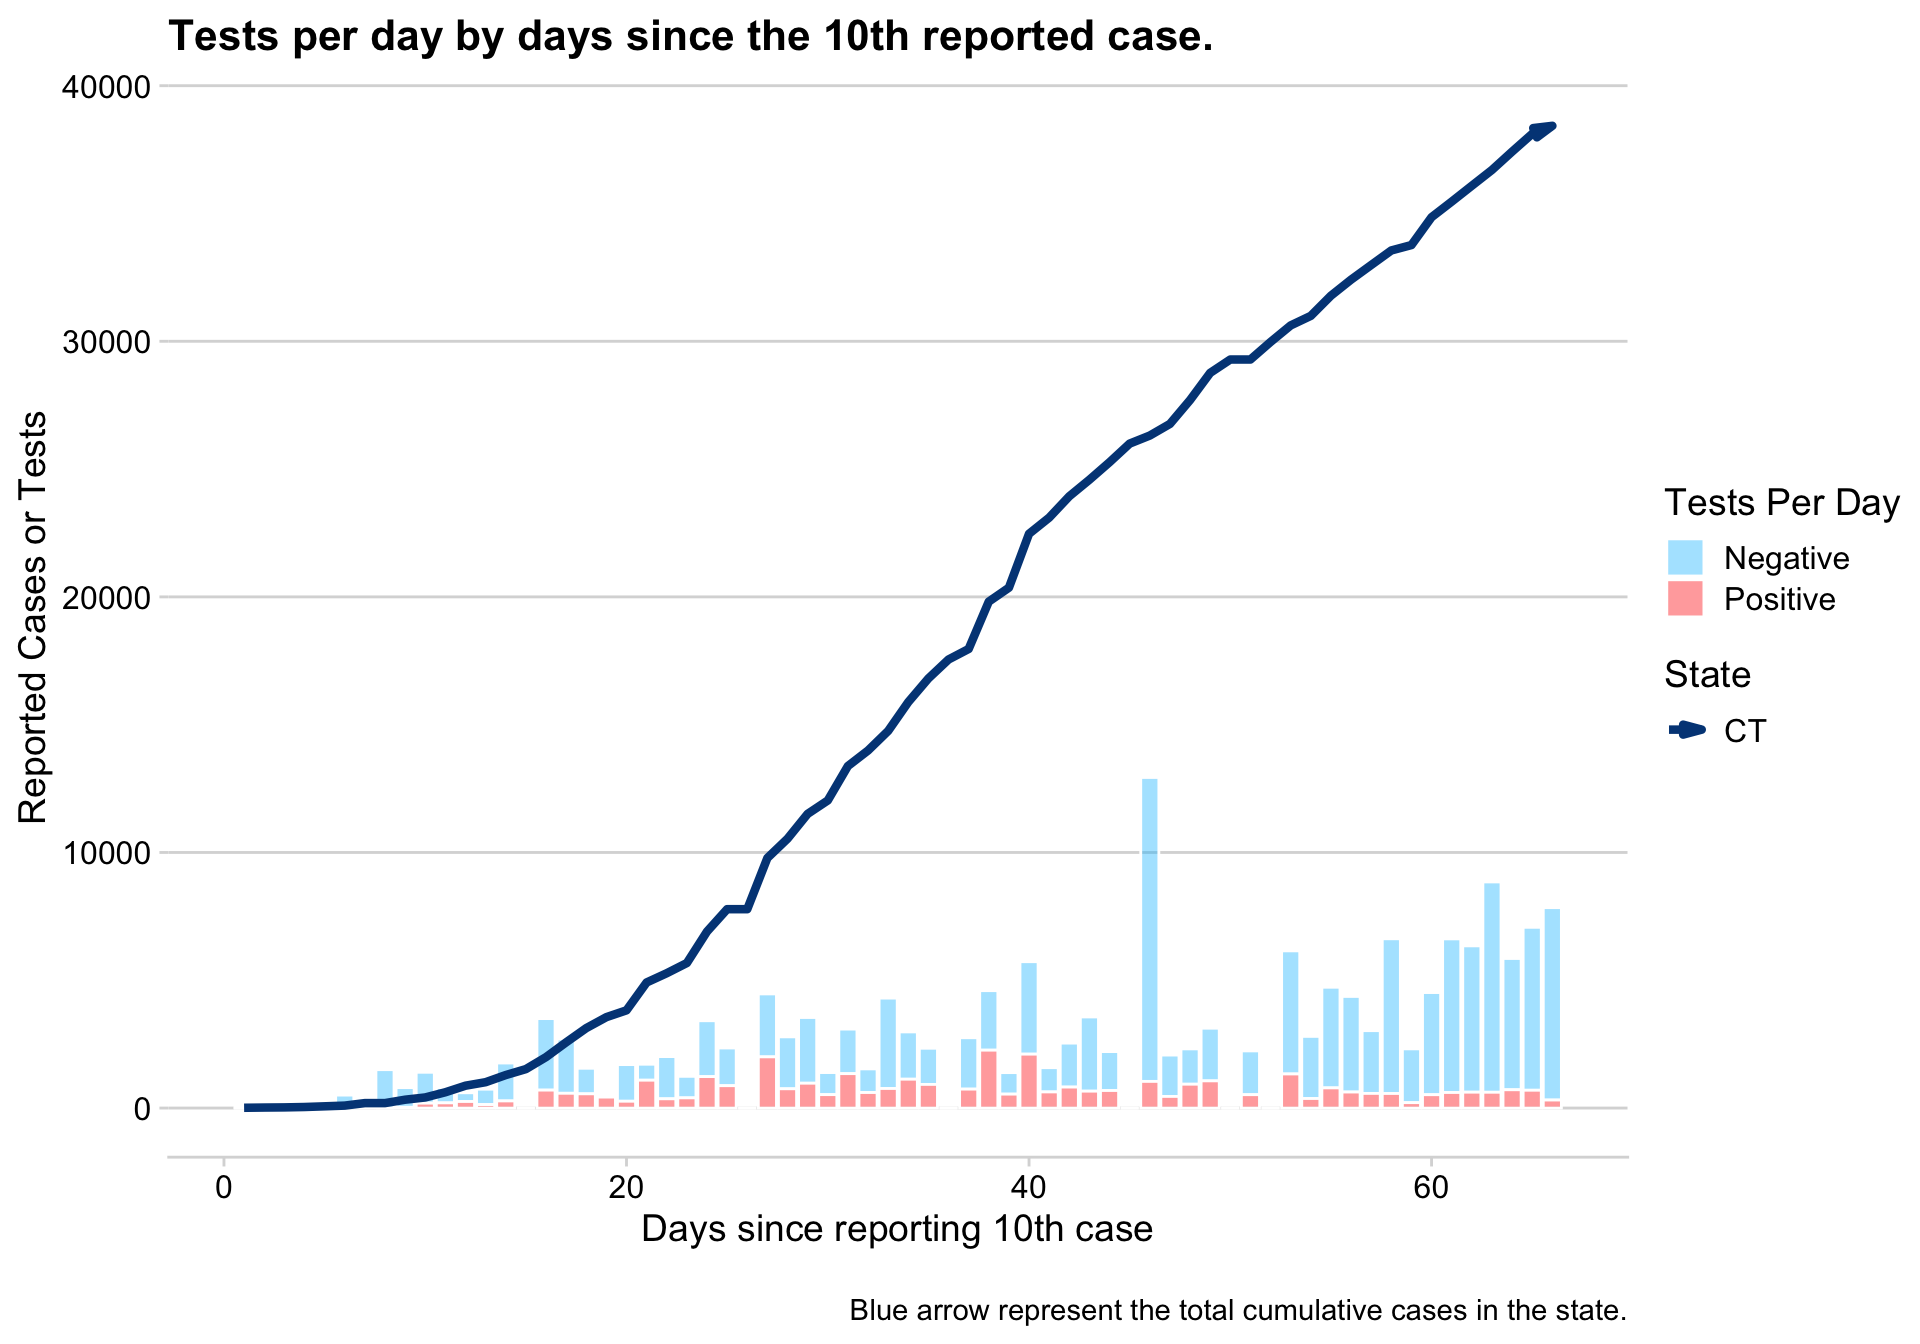 Tests per day by days since the 10th reported case.
40000
30000
20000
10000
0
Reported Cases or Tests
0 20 40 60
Days since reporting 10th case
Tests Per Day
Negative
Positive
State
CT
Blue arrow represent the total cumulative cases in the state.